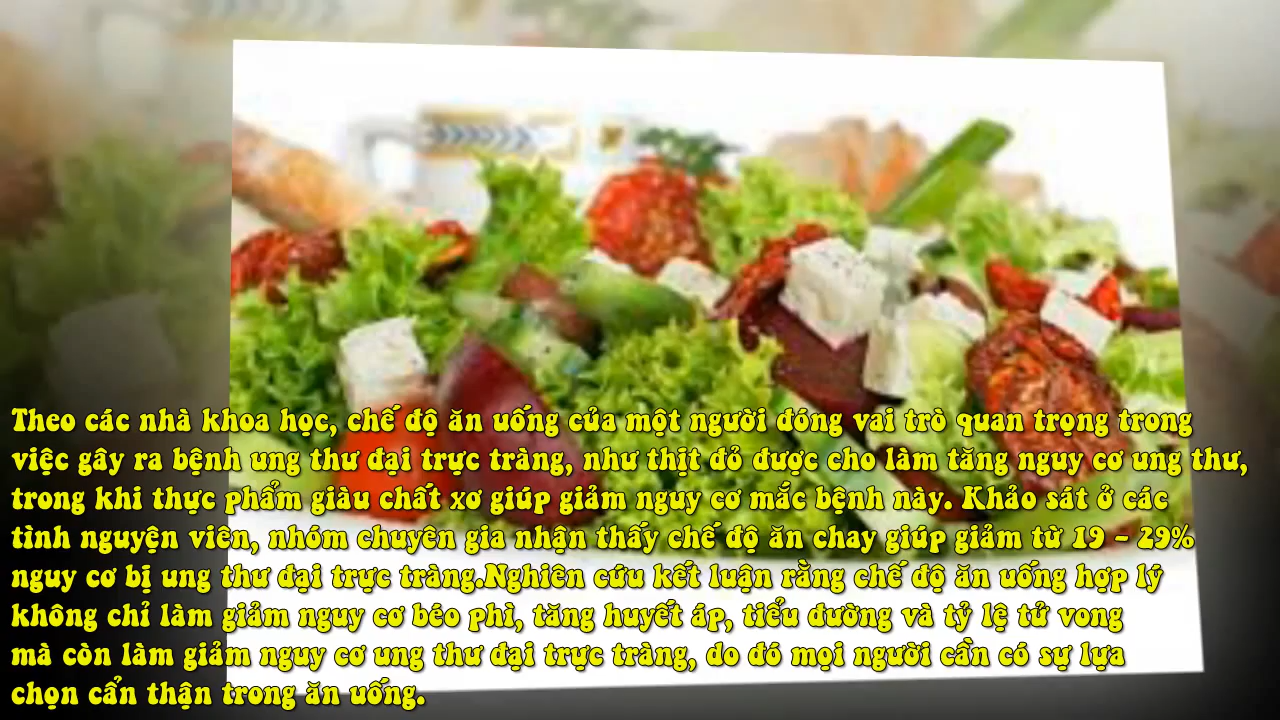 Theo các nhà khoa học, chế độ ăn uống của một người đóng vai trò quan trọng trong
việc gây ra bệnh ung thư đại trực tràng, như thịt đỏ được cho làm tăng nguy cơ ung thư,
trong khi thực phẩm giàu chất xơ giúp giảm nguy cơ mắc bệnh này. Khảo sát ở các
tình nguyện viên, nhóm chuyên gia nhận thấy chế độ ăn chay giúp giảm từ 19 – 29%
nguy cơ bị ung thư đại trực tràng.Nghiên cứu kết luận rằng chế độ ăn uống hợp lý
không chỉ làm giảm nguy cơ béo phì, tăng huyết áp, tiểu đường và tỷ lệ tử vong
mà còn làm giảm nguy cơ ung thư đại trực tràng, do đó mọi người cần có sự lựa
chọn cẩn thận trong ăn uống.